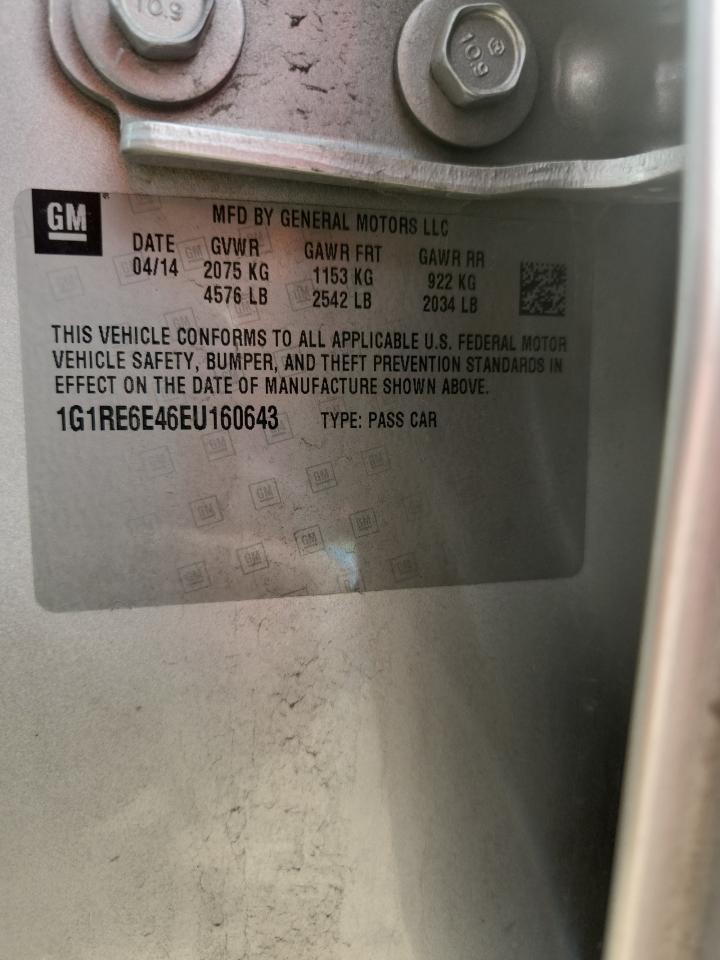 10.9
10.9
GM
MFD BY GENERAL MOTORS LLC
DATE GVWR GAWR FRT GAWR RR
04/14 2075 KG 1153 KG 922 KG
4576 LB 2542 LB 2034 LB
THIS VEHICLE CONFORMS TO ALL APPLICABLE U.S. FEDERAL MOTOR
VEHICLE SAFETY, BUMPER, AND THEFT PREVENTION STANDARDS IN
EFFECT ON THE DATE OF MANUFACTURE SHOWN ABOVE.
1G1RE6E46EU160643 TYPE: PASS CAR